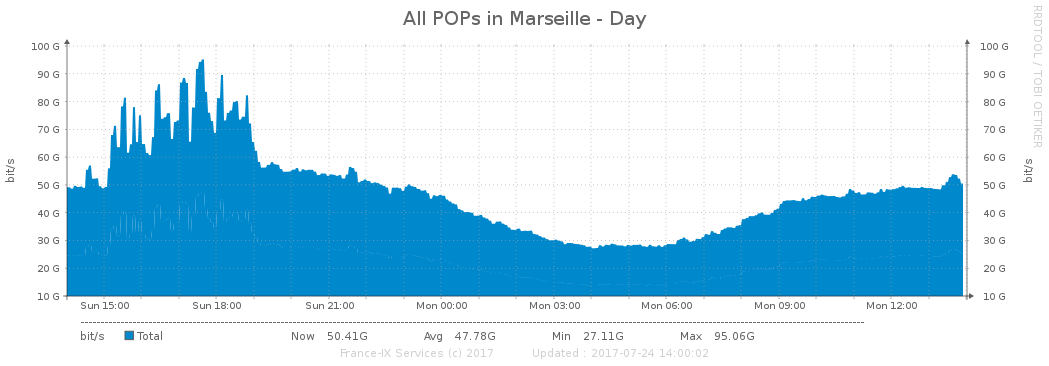 All POPs in Marseille - Day
RRDTOOL / TOBI OETIKER
100 G 100 G
90 G 90 G
80 G 80 G
70 G 70 G
60 G 60 G
50 G 50 G
40 G 40 G
30 G 30 G
20 G 20 G
10 G 10 G
bit/s bit/s
Sun 15:00 Sun 18:00 Sun 21:00 Mon 00:00 Mon 03:00 Mon 06:00 Mon 09:00 Mon 12:00
bit/s Total Now 50.41G Avg 47.78G Min 27.11G Max 95.06G
France-IX Services (c) 2017 Updated : 2017-07-24 14:00:02